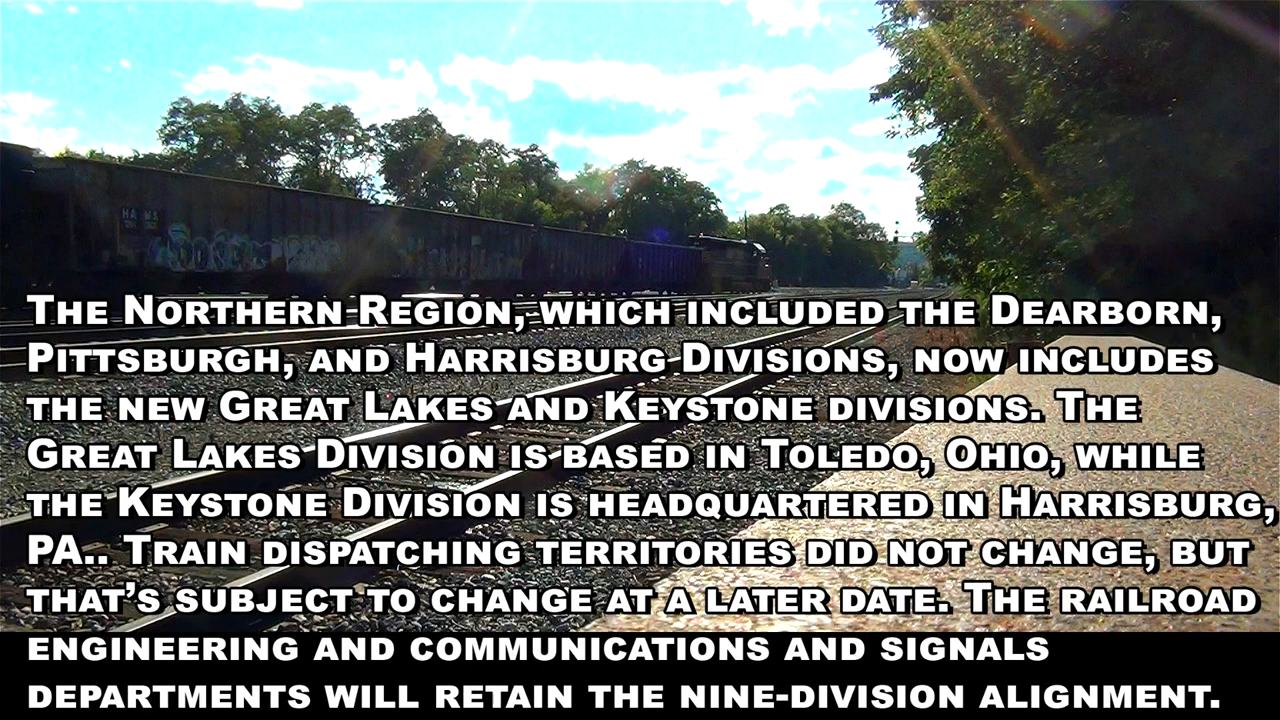 The Northern Region, which included the Dearborn,
Pittsburgh, and Harrisburg Divisions, now includes
the new Great Lakes and Keystone divisions. The
Great Lakes Division is based in Toledo, Ohio, while
the Keystone Division is headquartered in Harrisburg,
PA.. Train dispatching territories did not change, but
that's subject to change at a later date. The railroad
engineering and communications and signals
departments will retain the nine-division alignment.